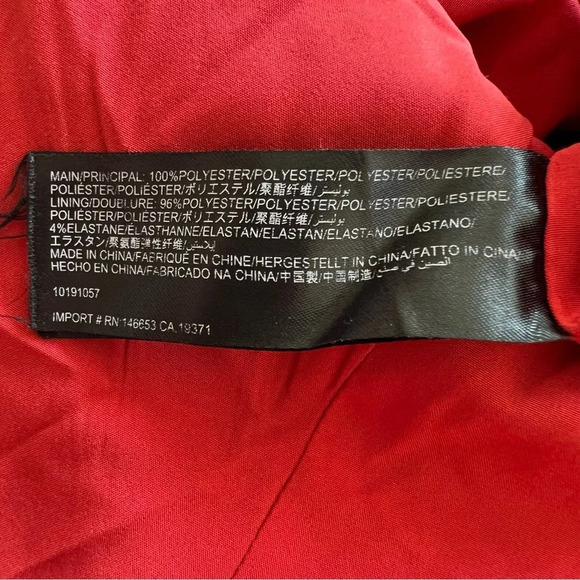 MAIN/PRINCIPAL: 100%POLYESTER/POLYESTER/POLYESTER/POLIESTERE/
POLIÉSTER/POLIÉSTER/ポリエステル/聚酯纤维/بوليستر
LINING/DOUBLURE: 96%POLYESTER/POLYESTER/POLYESTER/POLIESTERE/
POLIÉSTER/POLIÉSTER/ポリエステル/聚酯纤维/بوليستر/
4%ELASTANE/ÉLASTHANNE/ELASTAN/ELASTAN/ELASTANO/ELASTANO/
エラスタン/聚氨酯弹性纤维/إيلاستين
MADE IN CHINA/FABRIQUÉ EN CHINE/HERGESTELLT IN CHINA/FATTO IN CINA/
HECHO EN CHINA/FABRICADO NA CHINA/中国製/中国制造/الصين في صنع
10191057
IMPORT # RN:146653 CA.19371